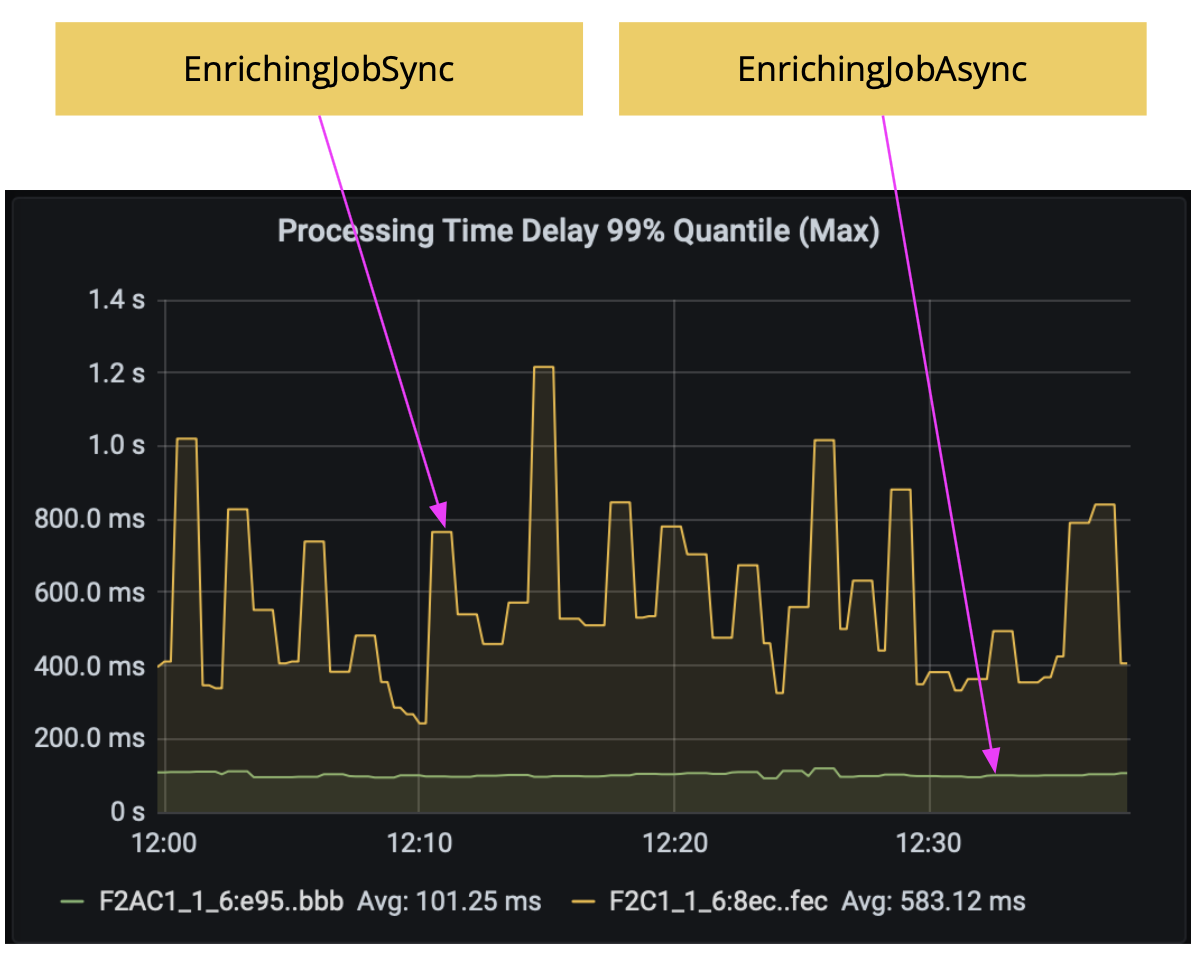 EnrichingJobSync
EnrichingJobAsync
Processing Time Delay 99% Quantile (Max)
1.4 s
1.2 s
1.0 s
800.0 ms
600.0 ms
400.0 ms
200.0 ms
0 s
12:00 12:10 12:20 12:30
F2AC1_1_6:e95..bbb Avg: 101.25 ms F2C1_1_6:8ec..fec Avg: 583.12 ms